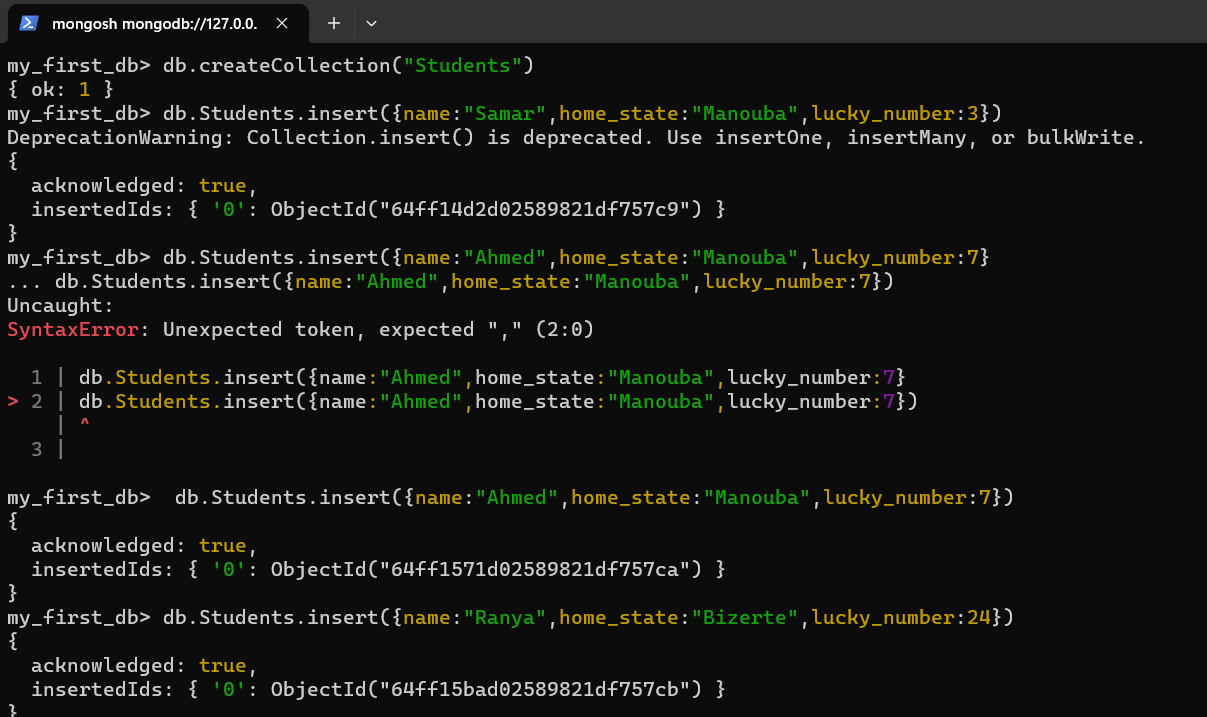 mongosh mongodb://127.0.0.
my_first_db> db.createCollection("Students")
{ ok: 1 }
my_first_db> db.Students.insert({name:"Samar",home_state:"Manouba",lucky_number:3})
DeprecationWarning: Collection.insert() is deprecated. Use insertOne, insertMany, or bulkWrite.
{
  acknowledged: true,
  insertedIds: { '0': ObjectId("64ff14d2d02589821df757c9") }
}
my_first_db> db.Students.insert({name:"Ahmed",home_state:"Manouba",lucky_number:7}
... db.Students.insert({name:"Ahmed",home_state:"Manouba",lucky_number:7})
Uncaught:
SyntaxError: Unexpected token, expected "," (2:0)
  1 | db.Students.insert({name:"Ahmed",home_state:"Manouba",lucky_number:7}
> 2 | db.Students.insert({name:"Ahmed",home_state:"Manouba",lucky_number:7})
    | ^
  3 |
my_first_db>  db.Students.insert({name:"Ahmed",home_state:"Manouba",lucky_number:7})
{
  acknowledged: true,
  insertedIds: { '0': ObjectId("64ff1571d02589821df757ca") }
}
my_first_db> db.Students.insert({name:"Ranya",home_state:"Bizerte",lucky_number:24})
{
  acknowledged: true,
  insertedIds: { '0': ObjectId("64ff15bad02589821df757cb") }
}